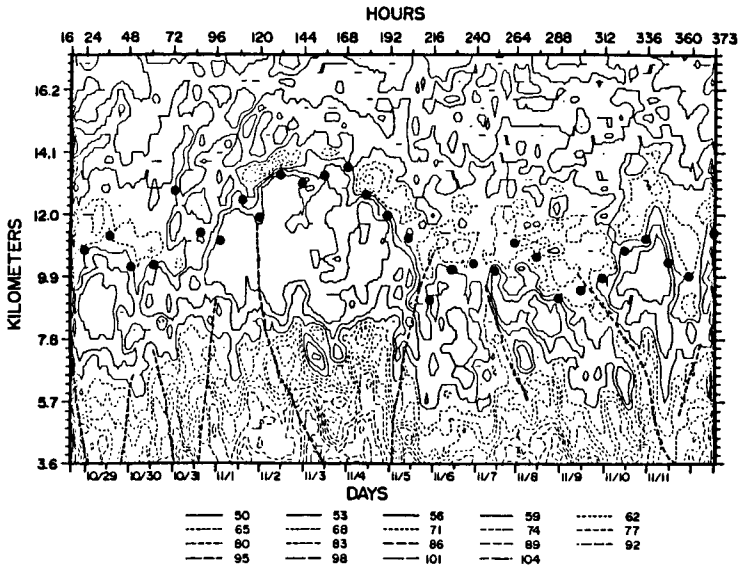 HOURS
16 24 48 72 96 120 144 168 192 216 240 264 288 312 336 360 373
KILOMETERS
16.2
14.1
12.0
9.9
7.8
5.7
3.6
10/29 10/30 10/31 11/1 11/2 11/3 11/4 11/5 11/6 11/7 11/8 11/9 11/10 11/11
DAYS
50 53 56 59 62
65 68 71 74 77
80 83 86 89 92
95 98 101 104